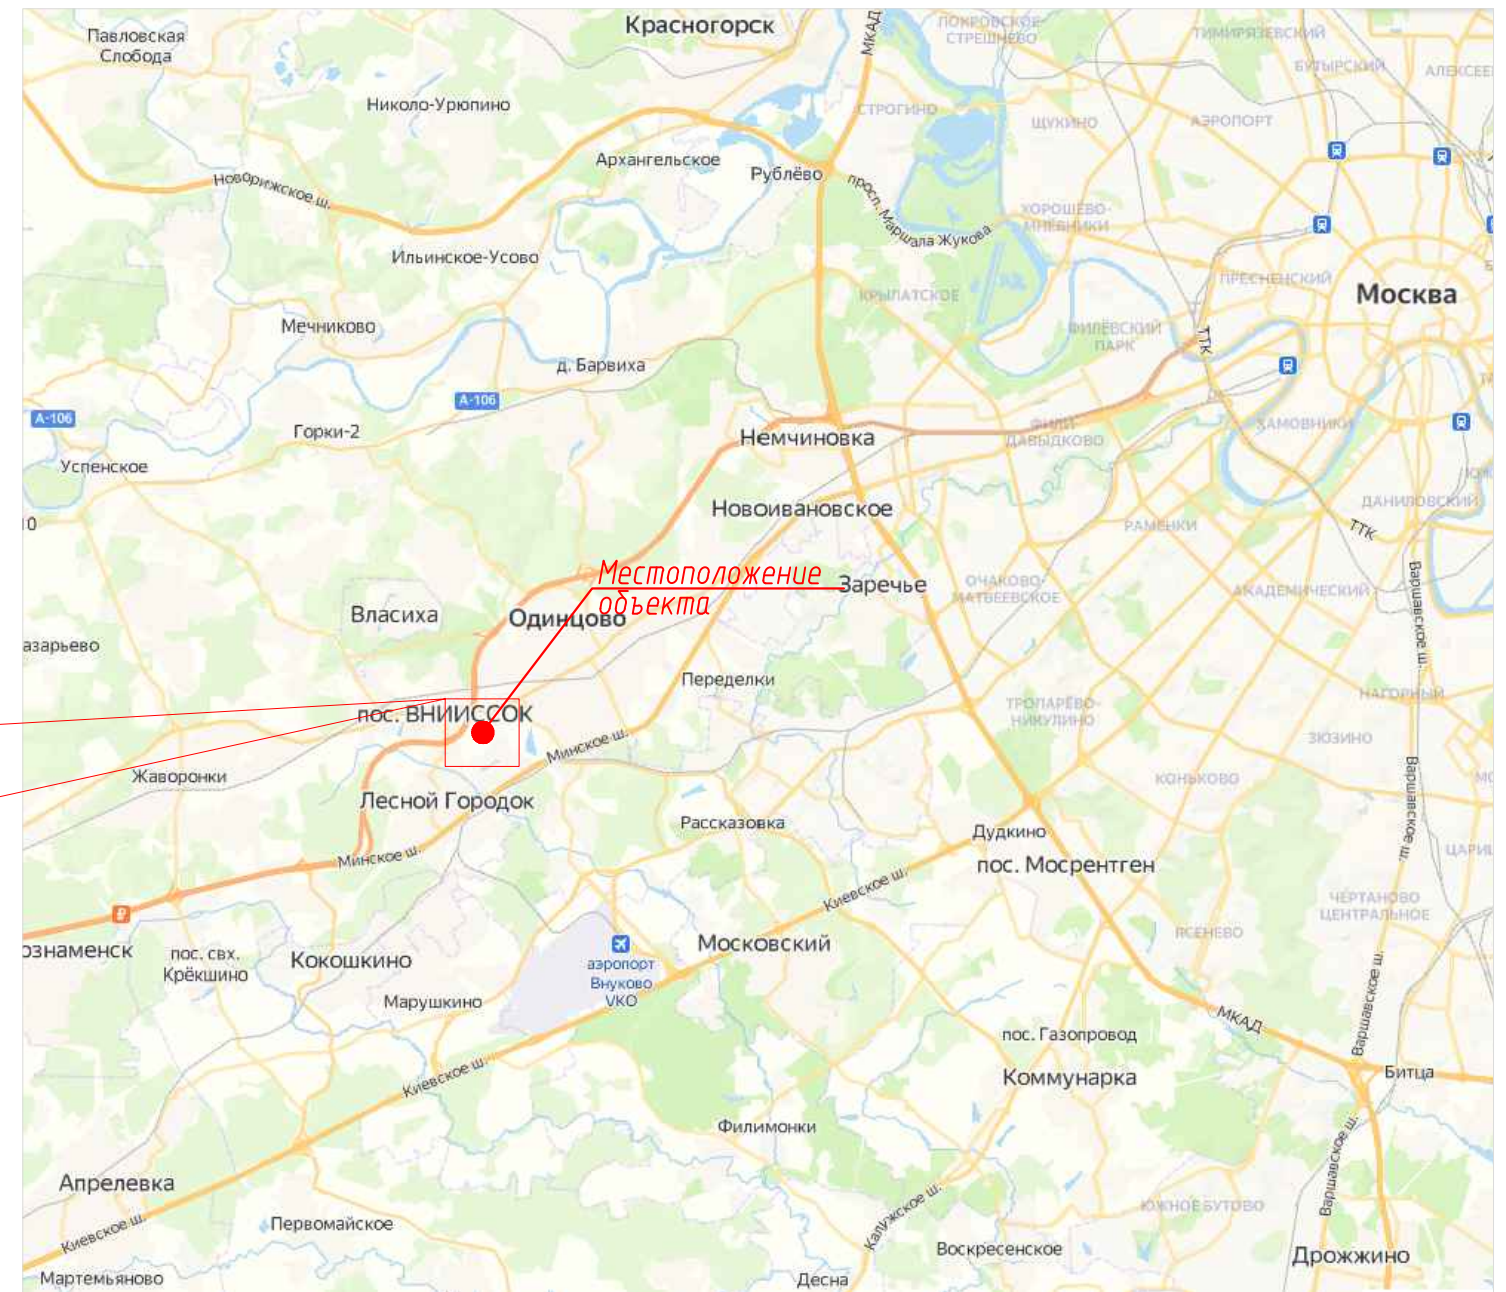 Красногорск
МКАД
ПОКРОВСКОЕ-
СТРЕШНЕВО
ТИМИРЯЗЕВСКИЙ
Павловская
Слобода
БУТЫРСКИЙ
АЛЕКСЕЕ
Николо-Урюпино
СТРОГИНО
ЩУКИНО
АЭРОПОРТ
Архангельское
Рублёво
Новорижское ш.
просп. Маршала Жукова
ХОРОШЁВО-
МНЁВНИКИ
Ильинское-Усово
ПРЕСНЕНСКИЙ
КРЫЛАТСКОЕ
Москва
Мечниково
ФИЛЁВСКИЙ
ПАРК
ТТК
д. Барвиха
А-106
А-106
Горки-2
Немчиновка
ФИЛИ-
ДАВЫДКОВО
ХАМОВНИКИ
Успенское
Новоивановское
ДАНИЛОВСКИЙ
10
РАМЕНКИ
ТТК
Местоположение
объекта
Заречье
ОЧАКОВО-
МАТВЕЕВСКОЕ
АКАДЕМИЧЕСКИЙ
Варшавское ш.
Власиха
Одинцово
азарьево
Переделки
НАГОРНЫЙ
пос. ВНИИССОК
ТРОПАРЁВО-
НИКУЛИНО
Минское ш.
ЗЮЗИНО
Жаворонки
КОНЬКОВО
Варшавское ш.
Лесной Городок
Рассказовка
Дудкино
Минское ш.
пос. Мосрентген
ЦАРИЦ
Киевское ш.
ЧЕРТАНОВО
ЦЕНТРАЛЬНОЕ
ЯСЕНЕВО
ознаменск
пос. свх.
Крёкшино
Кокошкино
Московский
аэропорт
Внуково
VKO
Марушкино
Варшавское ш.
МКАД
пос. Газопровод
Киевское ш.
Коммунарка
Битца
Филимонки
Варшавское ш.
Апрелевка
Калужское ш.
ЮЖНОЕ БУТОВО
Киевское ш.
Первомайское
Воскресенское
Дрожжино
Мартемьяново
Десна